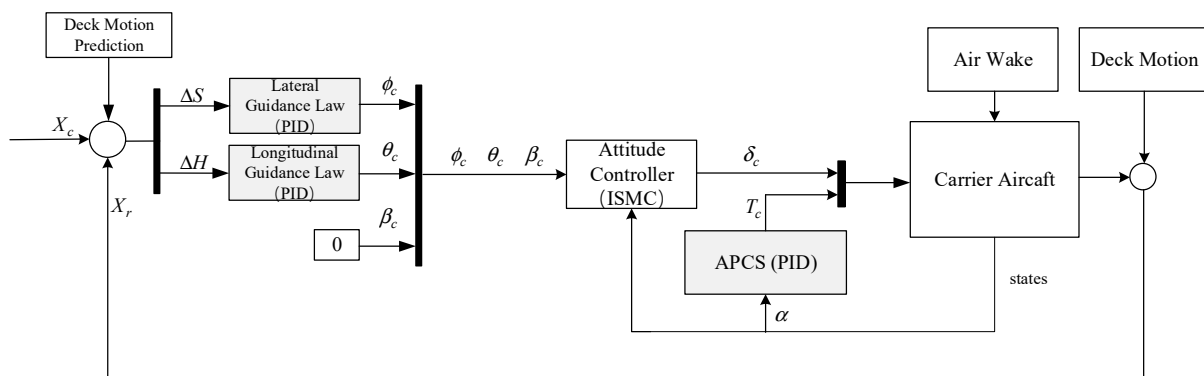 Deck Motion
Prediction
X_c
X_r
ΔS
ΔH
Lateral
Guidance Law
(PID)
Longitudinal
Guidance Law
(PID)
0
ϕ_c
θ_c
β_c
ϕ_c θ_c β_c
Attitude
Controller
(ISMC)
δ_c
T_c
APCS (PID)
α
Air Wake
Deck Motion
Carrier Aircaft
states